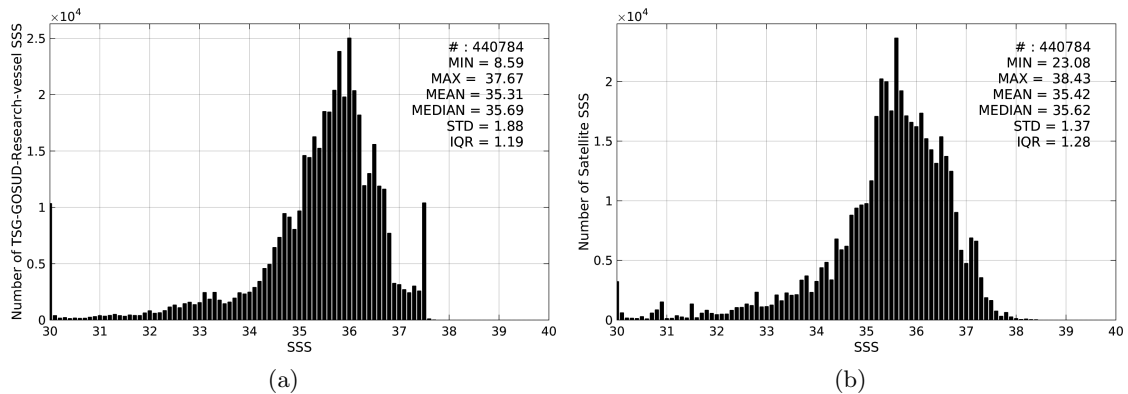 ×10⁴
Number of TSG-GOSUD-Research-vessel SSS
2.5
2
1.5
1
0.5
0
# : 440784
MIN = 8.59
MAX = 37.67
MEAN = 35.31
MEDIAN = 35.69
STD = 1.88
IQR = 1.19
30 31 32 33 34 35 36 37 38 39 40
SSS
(a)
×10⁴
Number of Satellite SSS
2
1.5
1
0.5
0
# : 440784
MIN = 23.08
MAX = 38.43
MEAN = 35.42
MEDIAN = 35.62
STD = 1.37
IQR = 1.28
30 31 32 33 34 35 36 37 38 39 40
SSS
(b)